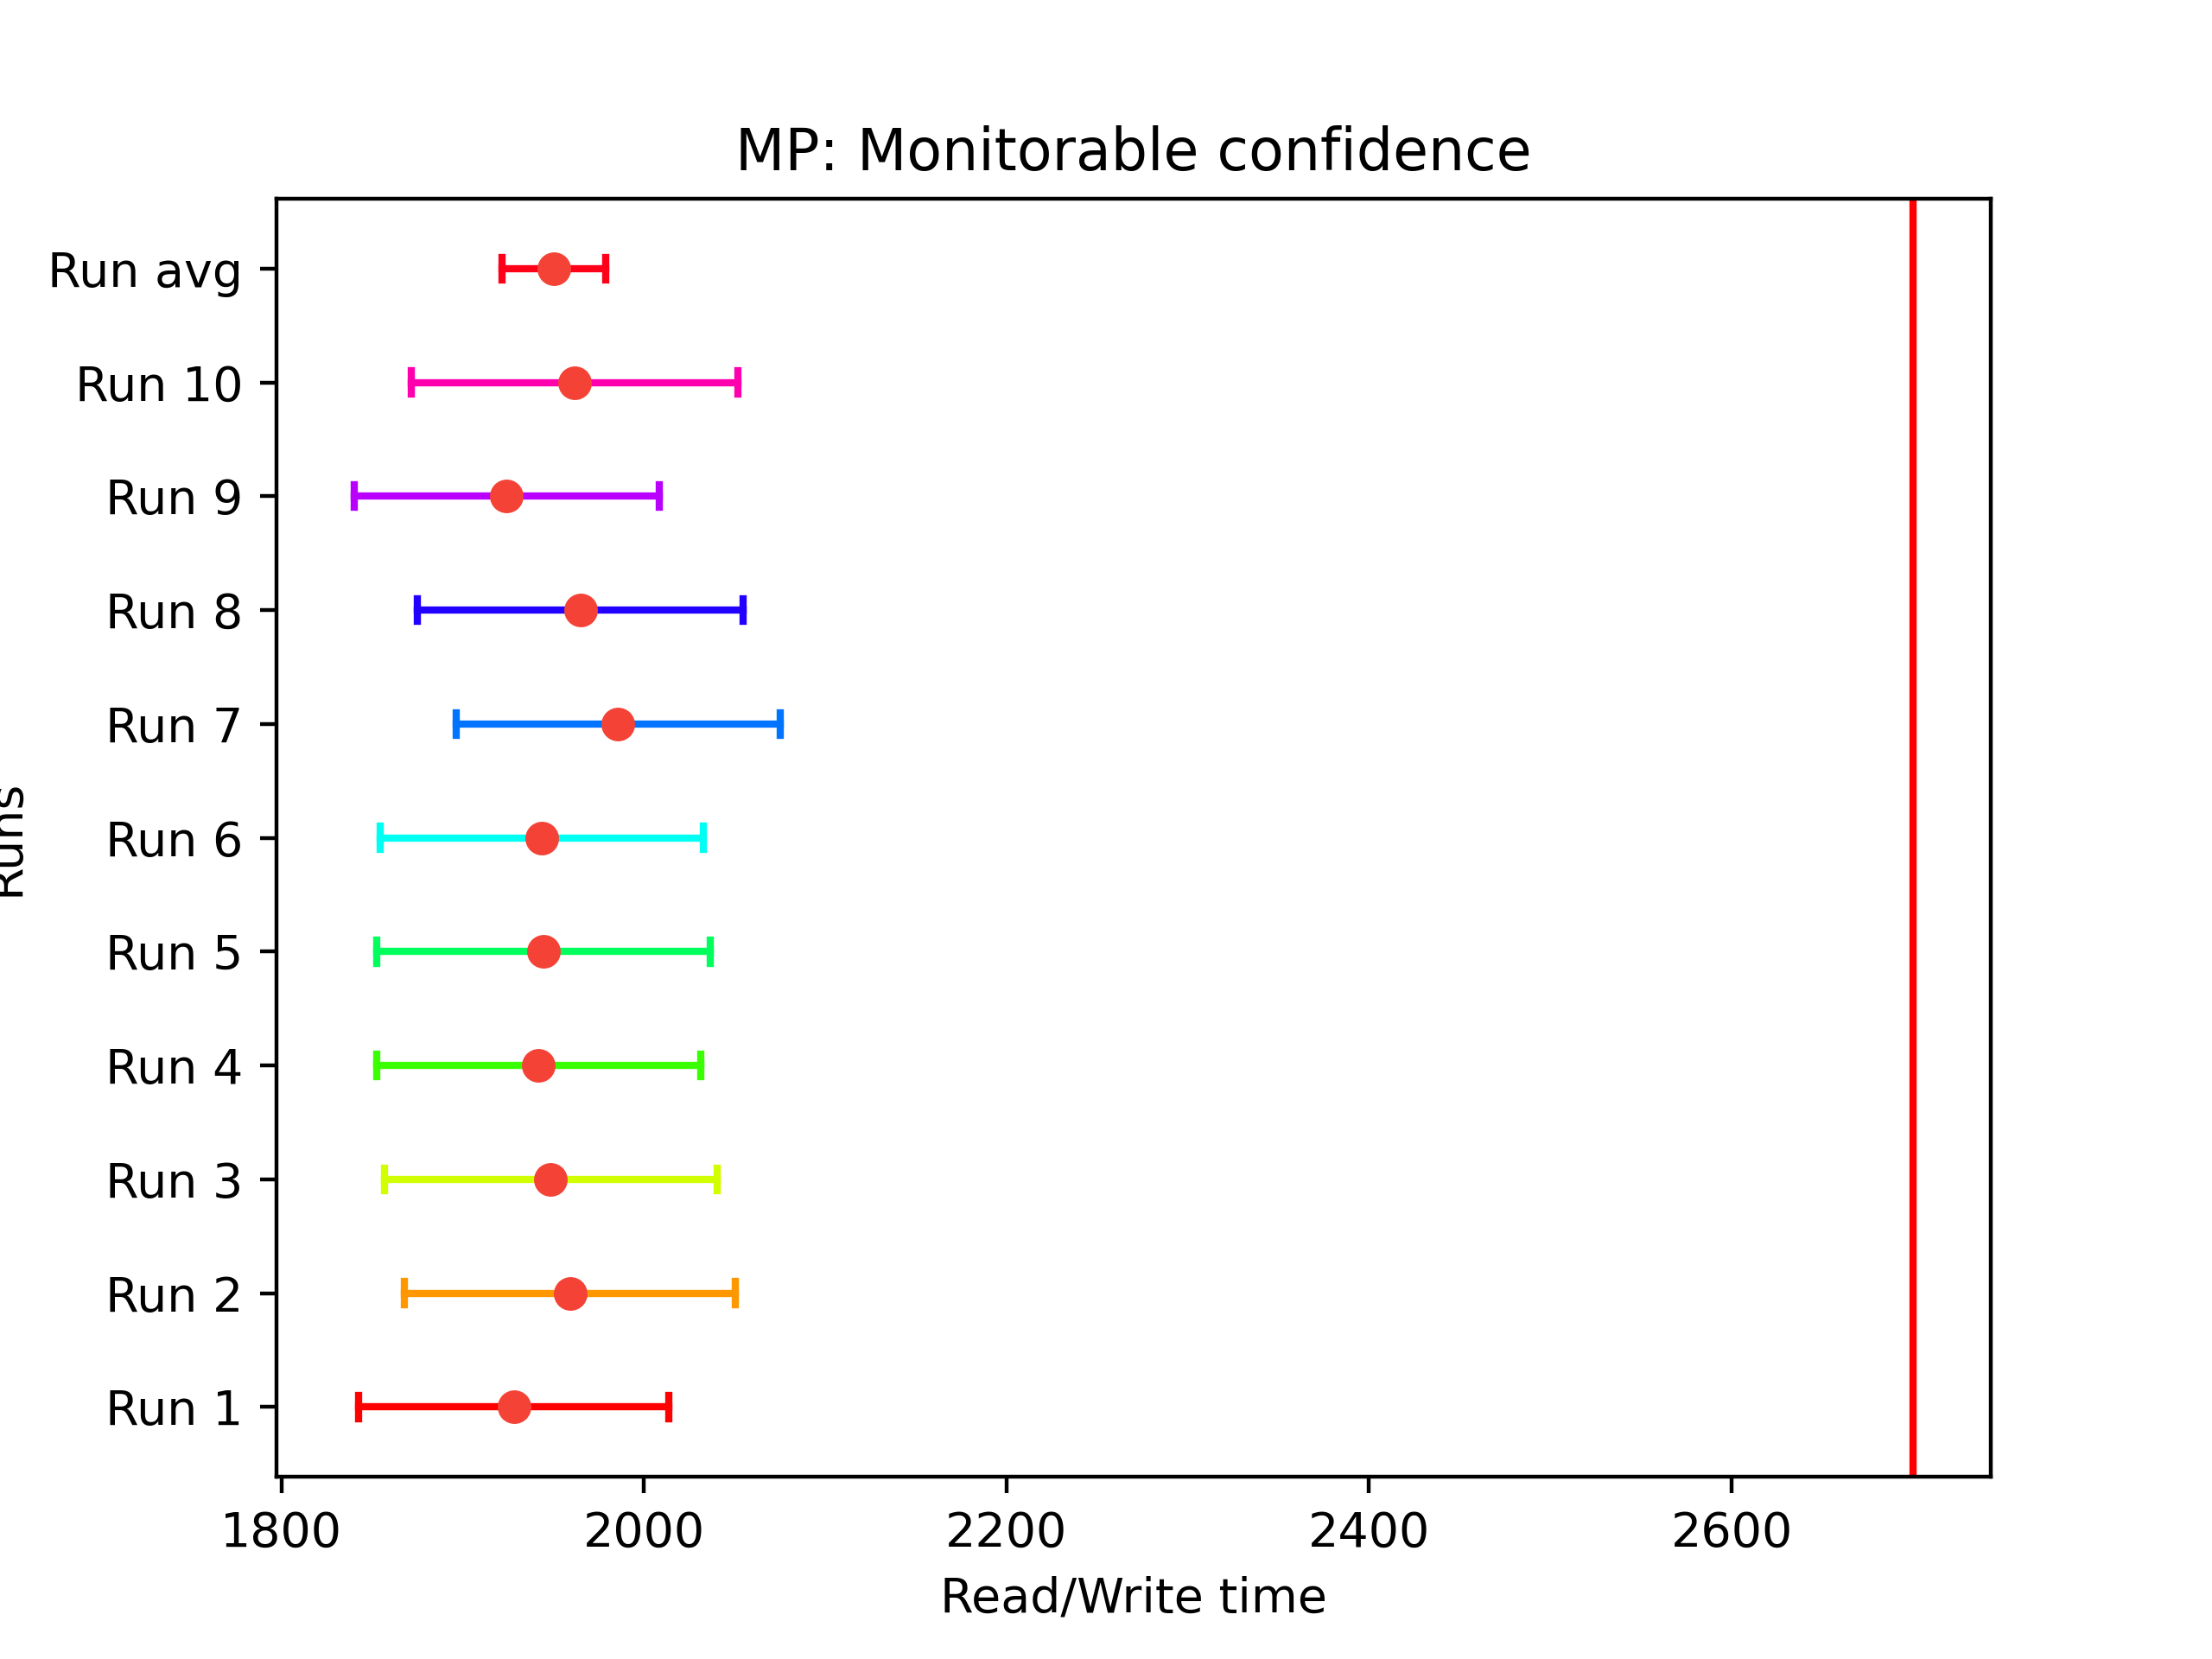 MP: Monitorable confidence
Run avg
Run 10
Run 9
Run 8
Run 7
Run 6
Run 5
Run 4
Run 3
Run 2
Run 1
Runs
1800 2000 2200 2400 2600
Read/Write time